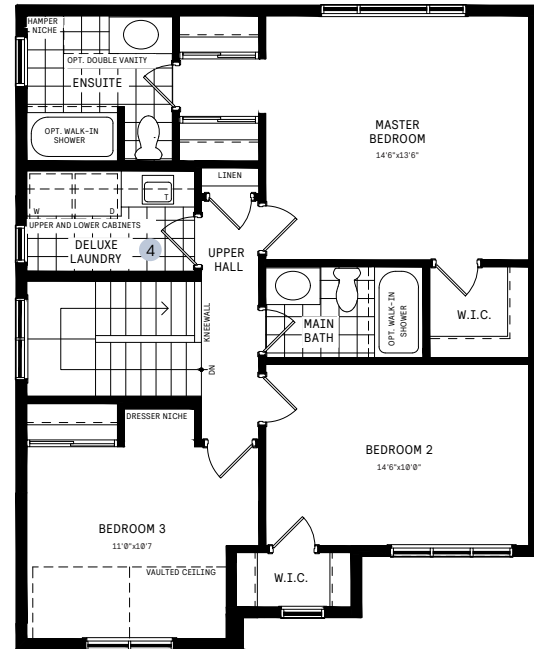 HAMPER
NICHE
OPT. DOUBLE VANITY
ENSUITE
OPT. WALK-IN
SHOWER
MASTER
BEDROOM
14'6"x13'6"
LINEN
W
D
T
UPPER AND LOWER CABINETS
DELUXE
LAUNDRY
4
UPPER
HALL
KNEEWALL
DN
MAIN
BATH
OPT. WALK-IN
SHOWER
W.I.C.
DRESSER NICHE
BEDROOM 2
14'6"x10'0"
BEDROOM 3
11'0"x10'7
VAULTED CEILING
W.I.C.